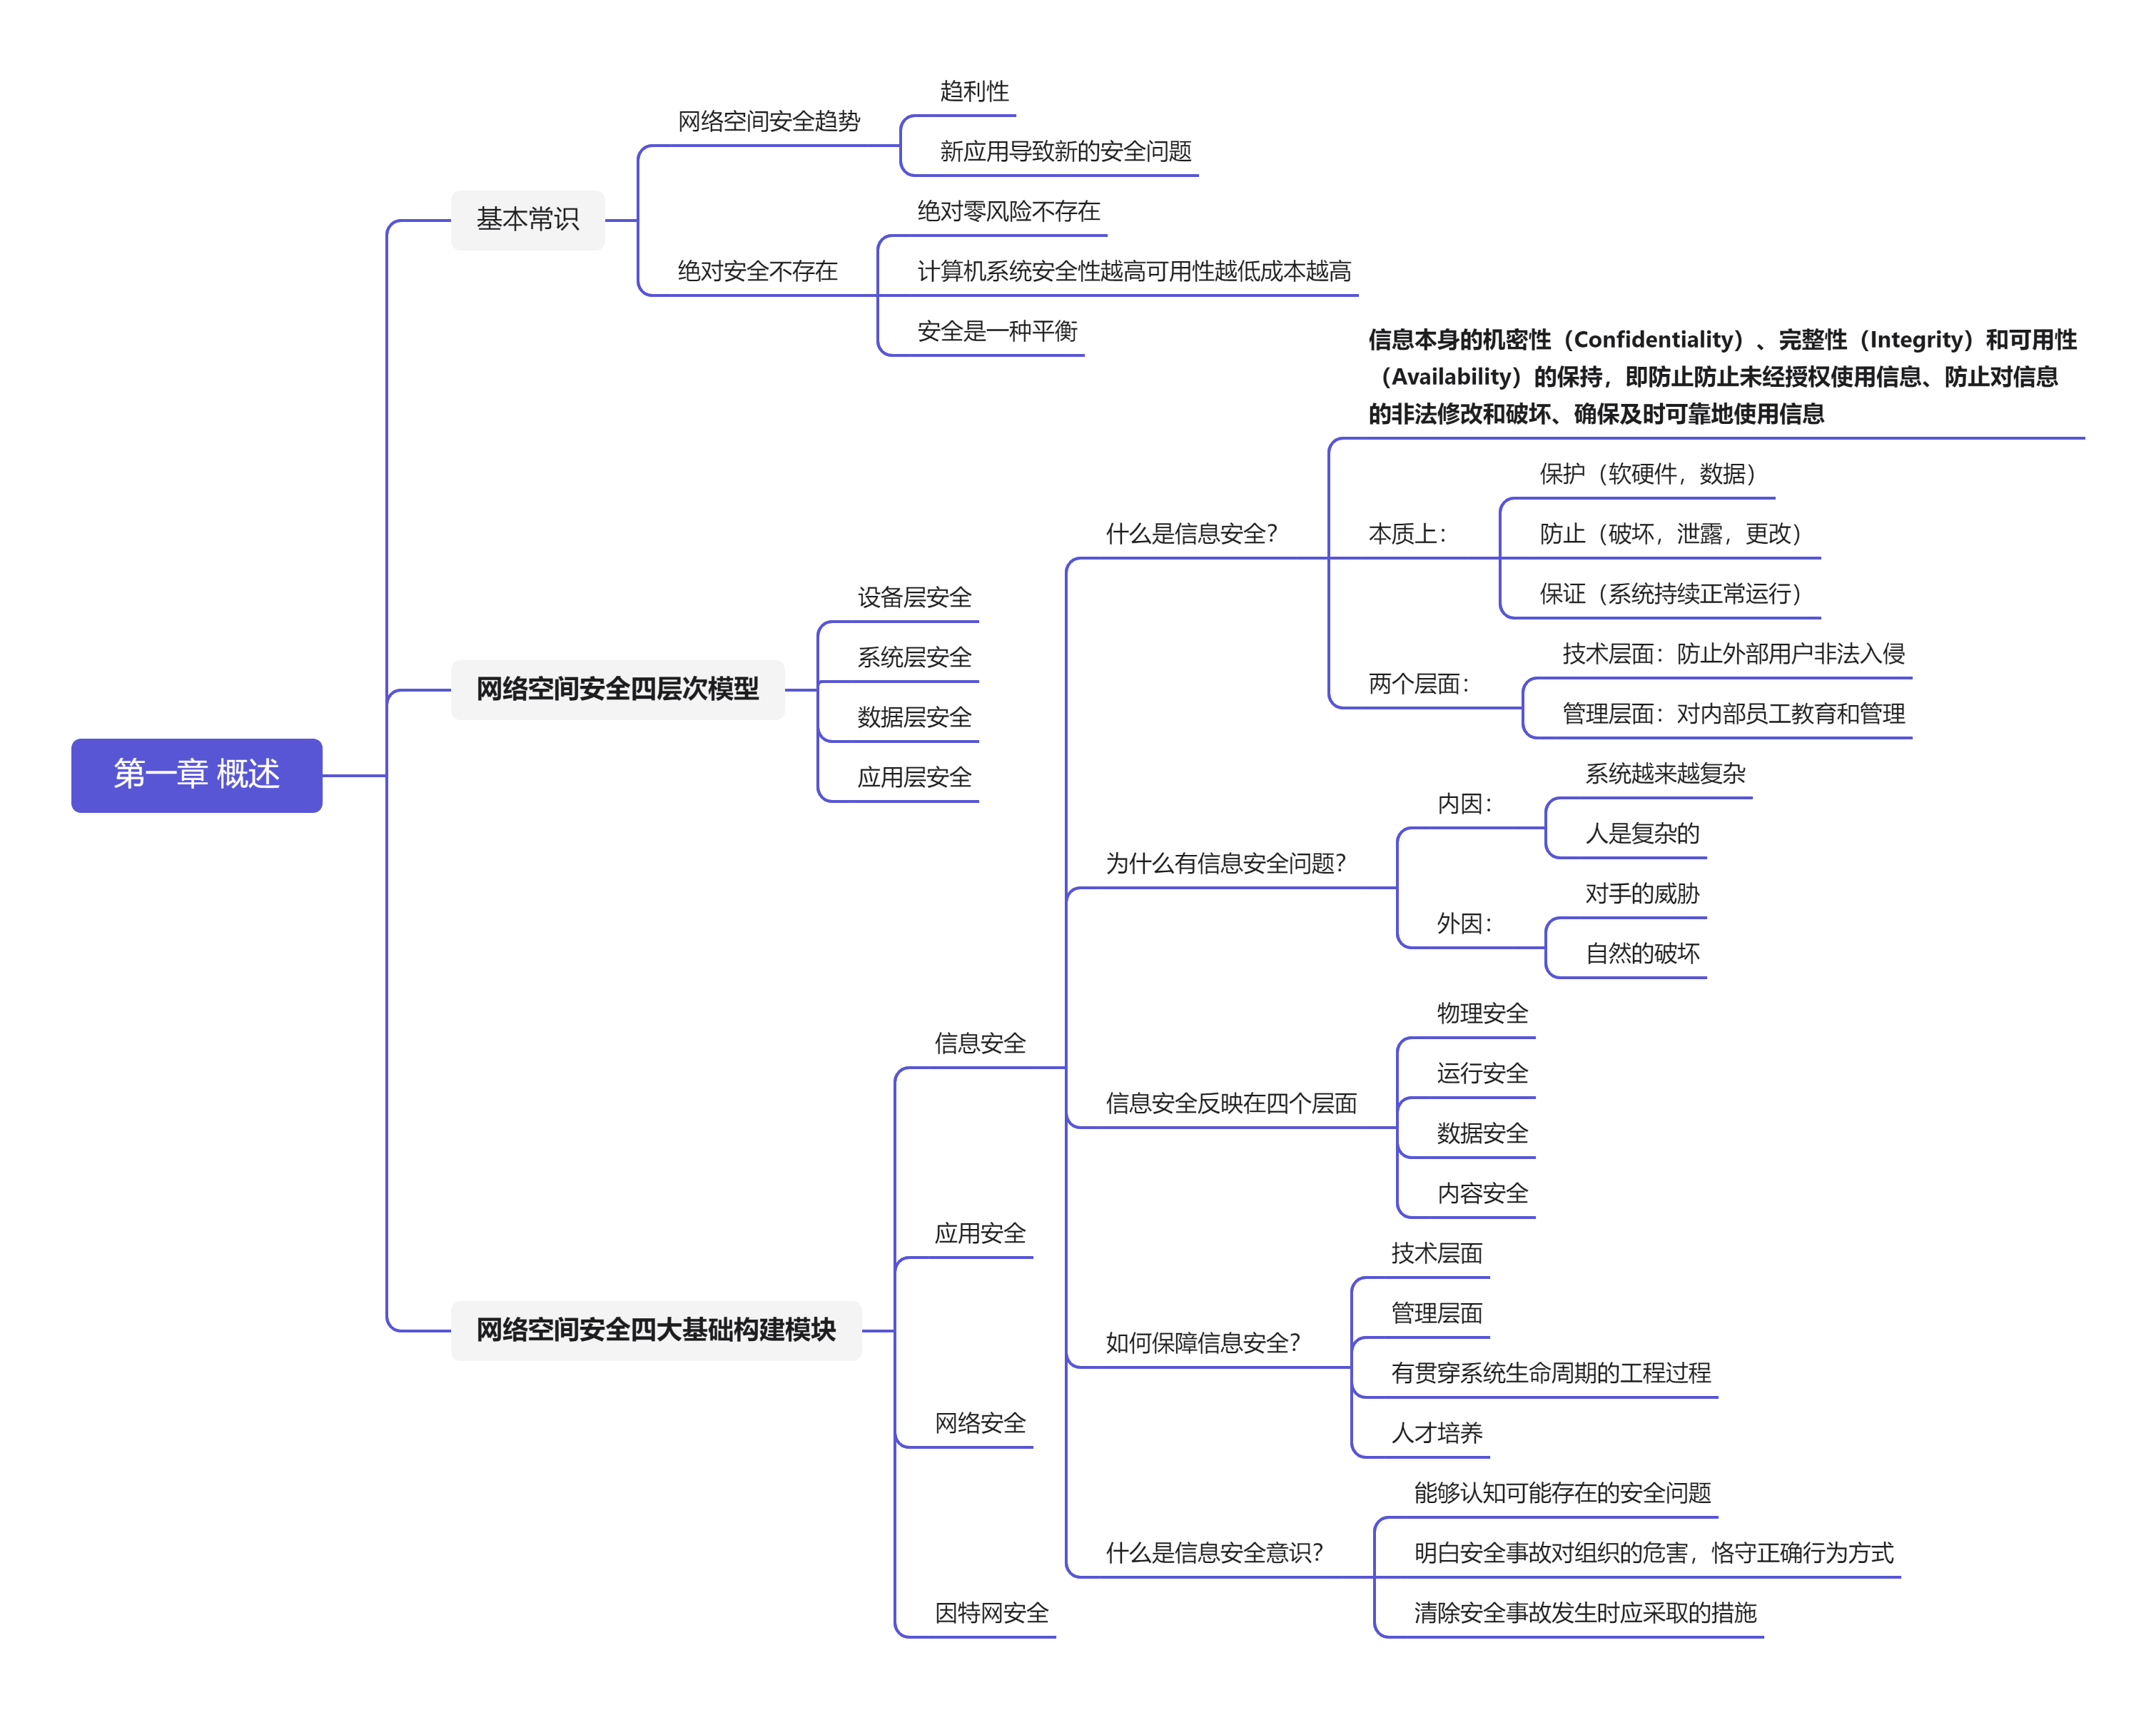 第一章 概述
基本常识
网络空间安全趋势
趋利性
新应用导致新的安全问题
绝对安全不存在
绝对零风险不存在
计算机系统安全性越高可用性越低成本越高
安全是一种平衡
网络空间安全四层次模型
设备层安全
系统层安全
数据层安全
应用层安全
网络空间安全四大基础构建模块
信息安全
什么是信息安全？
信息本身的机密性（Confidentiality）、完整性（Integrity）和可用性
（Availability）的保持，即防止防止未经授权使用信息、防止对信息
的非法修改和破坏、确保及时可靠地使用信息
本质上：
保护（软硬件，数据）
防止（破坏，泄露，更改）
保证（系统持续正常运行）
两个层面：
技术层面：防止外部用户非法入侵
管理层面：对内部员工教育和管理
为什么有信息安全问题？
内因：
系统越来越复杂
人是复杂的
外因：
对手的威胁
自然的破坏
信息安全反映在四个层面
物理安全
运行安全
数据安全
内容安全
如何保障信息安全？
技术层面
管理层面
有贯穿系统生命周期的工程过程
人才培养
什么是信息安全意识？
能够认知可能存在的安全问题
明白安全事故对组织的危害，恪守正确行为方式
清除安全事故发生时应采取的措施
应用安全
网络安全
因特网安全